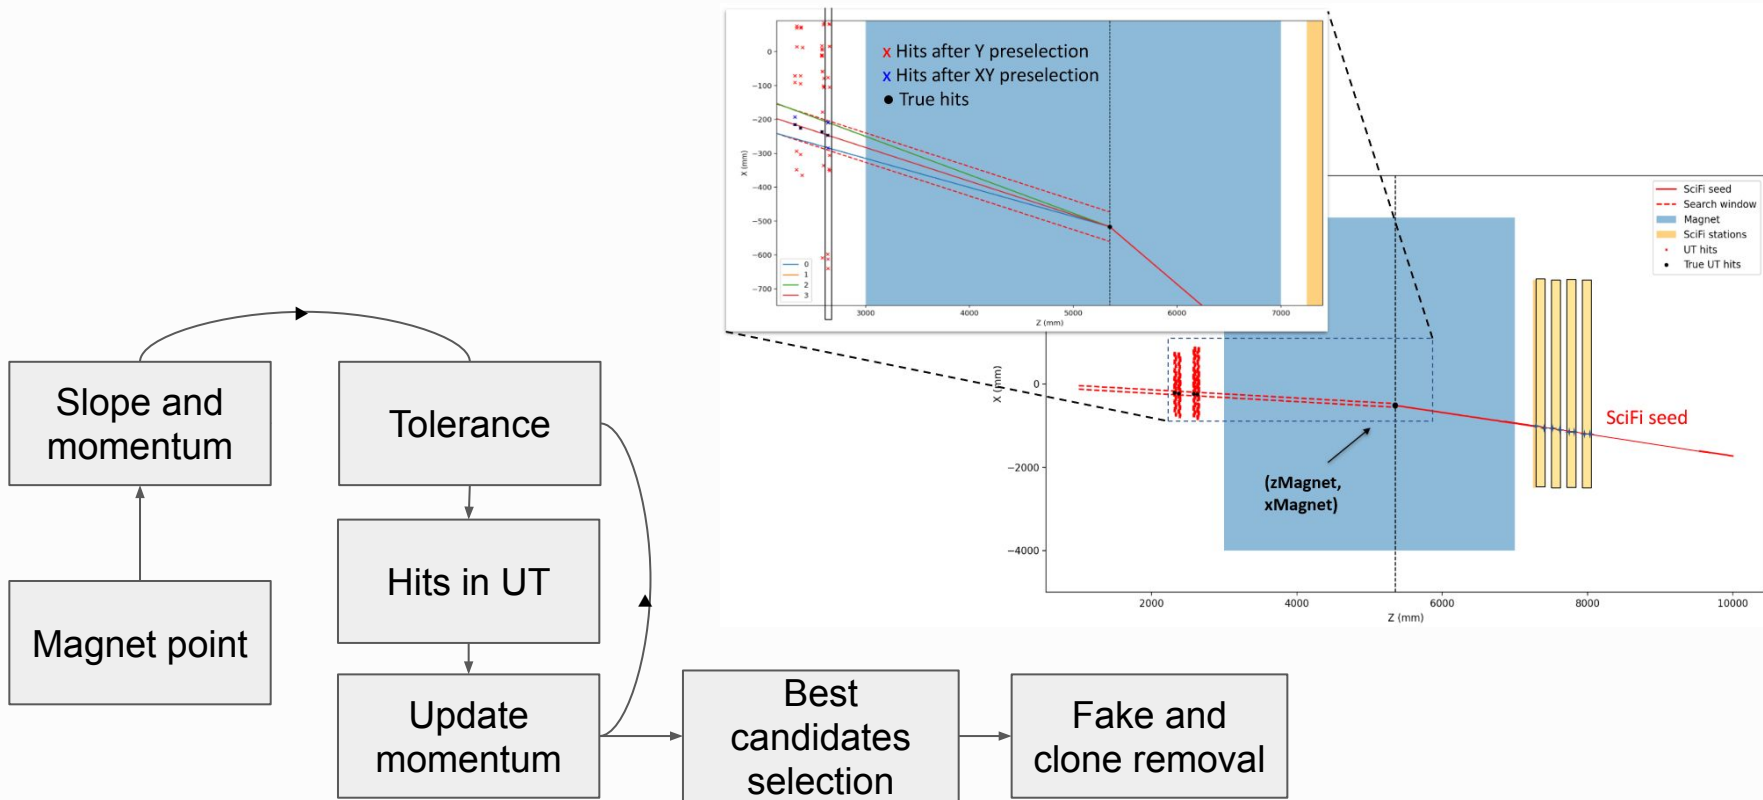 x Hits after Y preselection
x Hits after XY preselection
● True hits
0
−100
−200
−300
−400
−500
−600
−700
X (mm)
0
1
2
3
3000
4000
5000
6000
7000
Z (mm)
SciFi seed
Search window
Magnet
SciFi stations
UT hits
True UT hits
X (mm)
0
−2000
−4000
SciFi seed
(zMagnet,
xMagnet)
2000
4000
6000
8000
10000
Z (mm)
Slope and
momentum
Tolerance
Hits in UT
Magnet point
Update
momentum
Best
candidates
selection
Fake and
clone removal